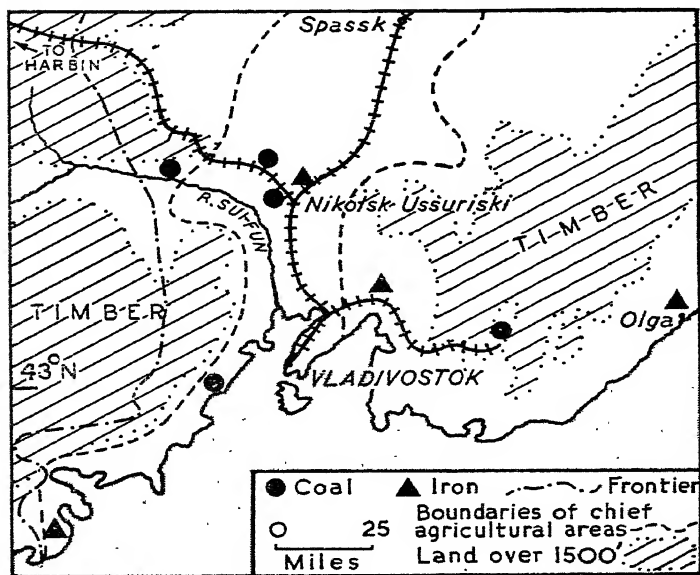 Spassk
TO
HARBIN
Nikolsk-Ussuriski
R. SUI-FUN
TIMBER
TIMBER
Olga
43°N
VLADIVOSTOK
Coal Iron Frontier
0 25
Miles
Boundaries of chief
agricultural areas
Land over 1500'